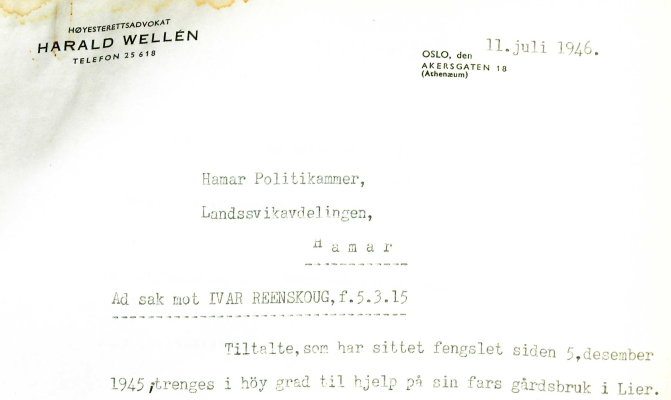 HØYESTERETTSADVOKAT
HARALD WELLÉN
TELEFON 25 618
OSLO, den 11. juli 1946.
AKERSGATEN 18
(Athenæum)
Hamar Politikammer,
Landssvikavdelingen,
H a m a r
Ad sak mot IVAR REENSKOUG, f.5.3.15
Tiltalte, som har sittet fengslet siden 5, desember
1945, trenges i höy grad til hjelp på sin fars gårdsbruk i Lier.